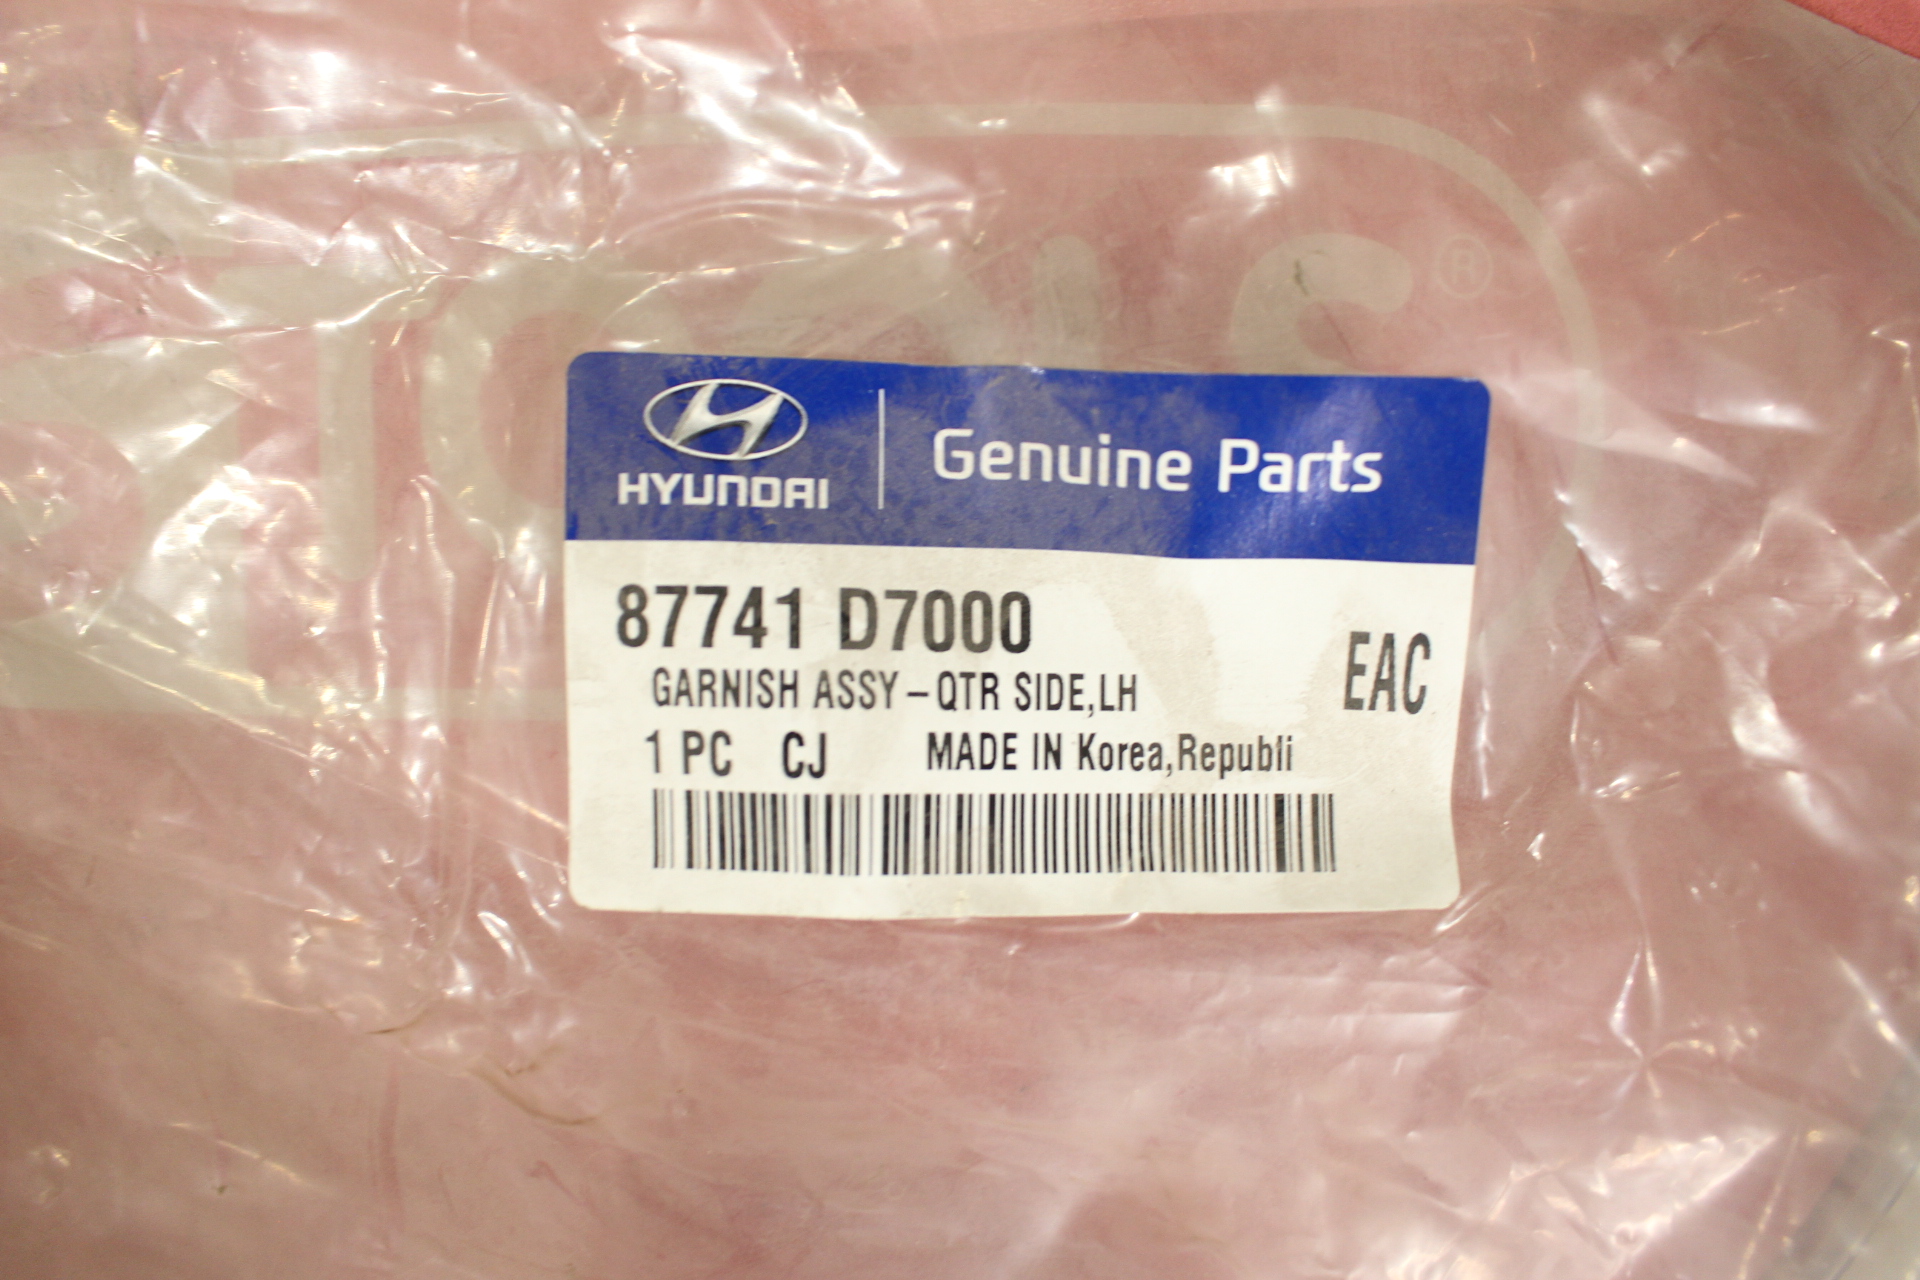 HYUNDAI
Genuine Parts
87741 D7000
GARNISH ASSY-QTR SIDE,LH
EAC
1 PC CJ MADE IN Korea,Republi
®